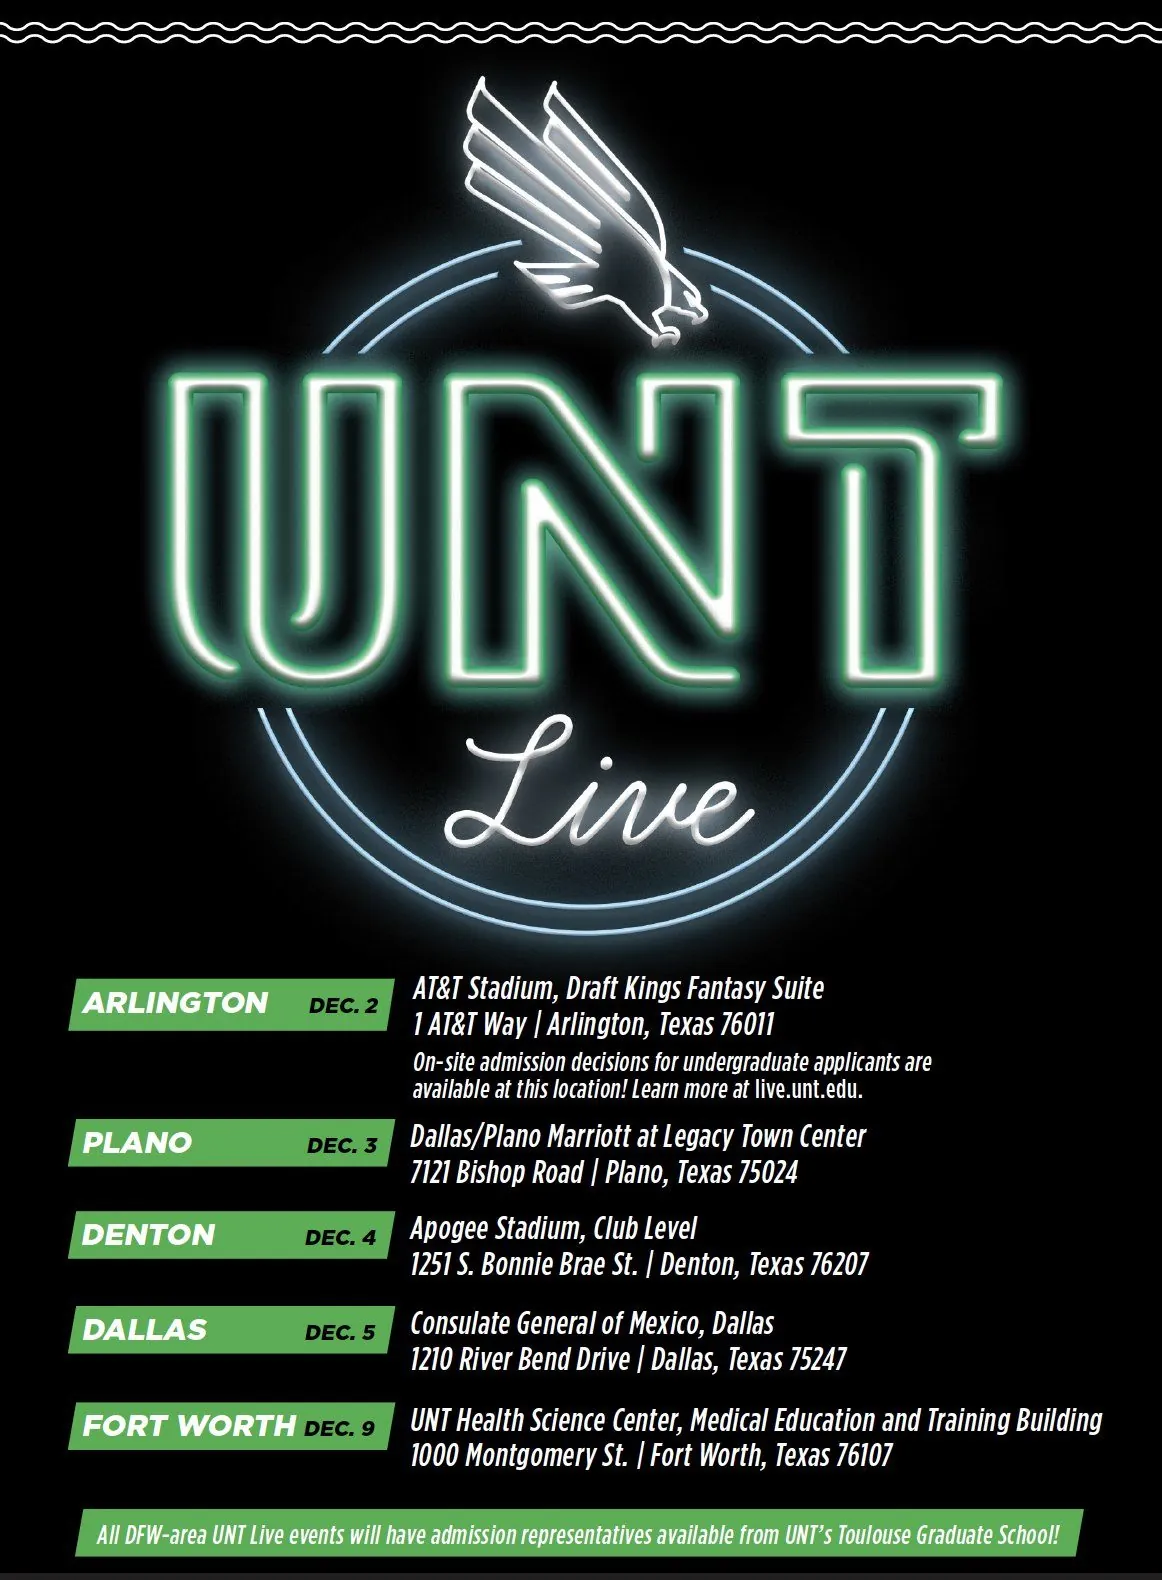 UNT
Live
ARLINGTON DEC. 2
AT&T Stadium, Draft Kings Fantasy Suite
1 AT&T Way | Arlington, Texas 76011
On-site admission decisions for undergraduate applicants are
available at this location! Learn more at live.unt.edu.
PLANO DEC. 3
Dallas/Plano Marriott at Legacy Town Center
7121 Bishop Road | Plano, Texas 75024
DENTON DEC. 4
Apogee Stadium, Club Level
1251 S. Bonnie Brae St. | Denton, Texas 76207
DALLAS DEC. 5
Consulate General of Mexico, Dallas
1210 River Bend Drive | Dallas, Texas 75247
FORT WORTH DEC. 9
UNT Health Science Center, Medical Education and Training Building
1000 Montgomery St. | Fort Worth, Texas 76107
All DFW-area UNT Live events will have admission representatives available from UNT's Toulouse Graduate School!